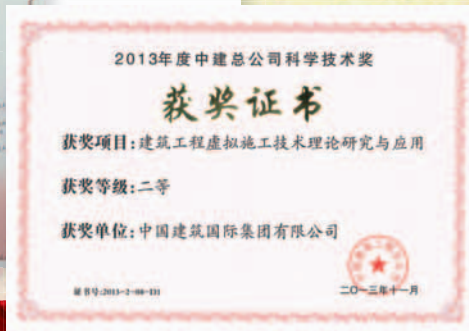 2013年度中建总公司科学技术奖
获奖证书
获奖项目:建筑工程虚拟施工技术理论研究与应用
获奖等级:二等
获奖单位:中国建筑国际集团有限公司
二〇一三年十一月